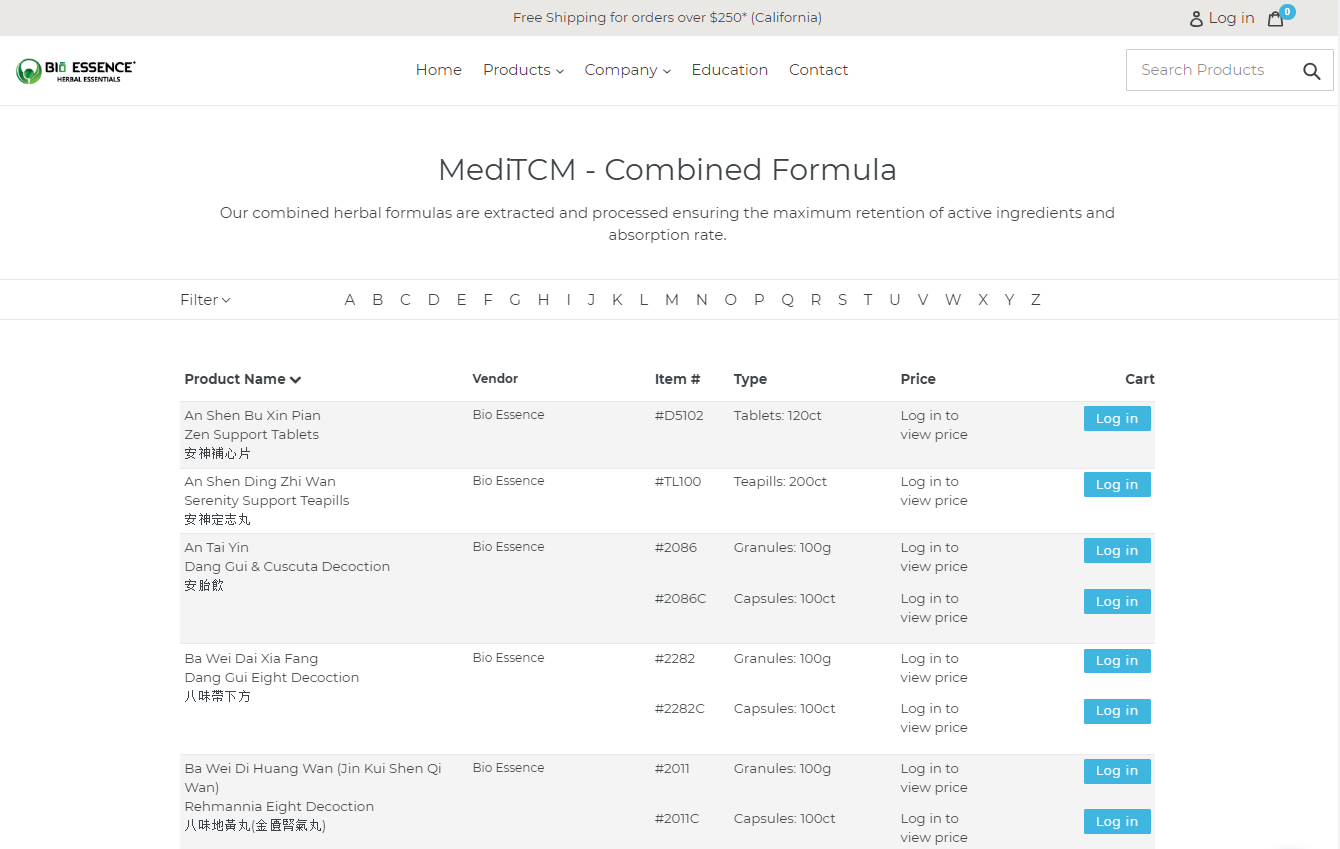 Free Shipping for orders over $250* (California)
Log in 0
BIO ESSENCE
HERBAL ESSENTIALS
Home Products Company Education Contact
Search Products
MediTCM - Combined Formula
Our combined herbal formulas are extracted and processed ensuring the maximum retention of active ingredients and
absorption rate.
Filter A B C D E F G H I J K L M N O P Q R S T U V W X Y Z
Product Name Vendor Item # Type Price Cart
An Shen Bu Xin Pian Bio Essence #D5102 Tablets: 120ct Log in to Log in
Zen Support Tablets view price
安神補心片
An Shen Ding Zhi Wan Bio Essence #TL100 Teapills: 200ct Log in to Log in
Serenity Support Teapills view price
安神定志丸
An Tai Yin Bio Essence #2086 Granules: 100g Log in to Log in
Dang Gui & Cuscuta Decoction view price
安胎飲
#2086C Capsules: 100ct Log in to Log in
view price
Ba Wei Dai Xia Fang Bio Essence #2282 Granules: 100g Log in to Log in
Dang Gui Eight Decoction view price
八味帶下方
#2282C Capsules: 100ct Log in to Log in
view price
Ba Wei Di Huang Wan (Jin Kui Shen Qi Bio Essence #2011 Granules: 100g Log in to Log in
Wan) view price
Rehmannia Eight Decoction
#2011C Capsules: 100ct Log in to Log in
八味地黃丸(金匱腎氣丸)
view price